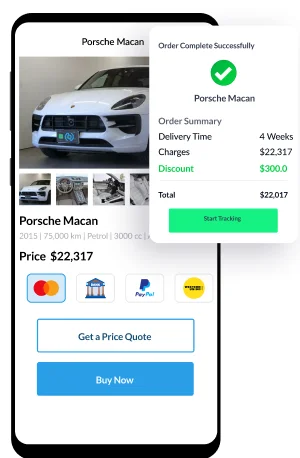 Porsche Macan
Order Complete Successfully
Porsche Macan
Order Summary
Delivery Time 4 Weeks
Charges $22,317
Discount $300.0
Total $22,017
Start Tracking
Porsche Macan
2015 | 75,000 km | Petrol | 3000 cc |
Price $22,317
BANK
PayPal
Get a Price Quote
Buy Now